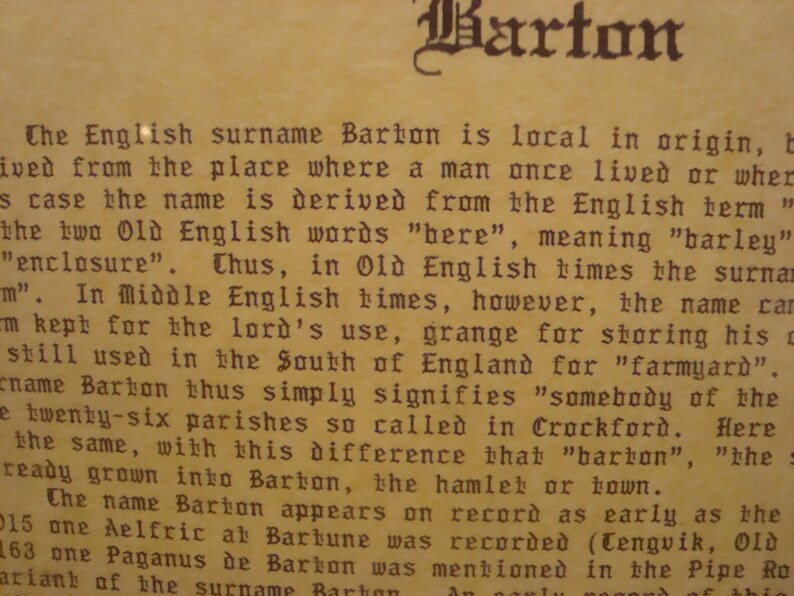 Barton
The English surname Barton is local in origin, b
ived from the place where a man once lived or wher
s case the name is derived from the English term "
the two Old English words "bere", meaning "barley"
"enclosure". Thus, in Old English times the surna
m". In Middle English times, however, the name ca
rm kept for the lord's use, grange for storing his c
still used in the South of England for "farmyard".
rname Barton thus simply signifies "somebody of the
e twenty-six parishes so called in Crockford. Here
the same, with this difference that "barton", "the s
ready grown into Barton, the hamlet or town.
The name Barton appears on record as early as the
015 one Aelfric at Bartune was recorded (Tengvik, Old
163 one Paganus de Barton was mentioned in the Pipe Ro
ariant of the surname Barton. An early record of this